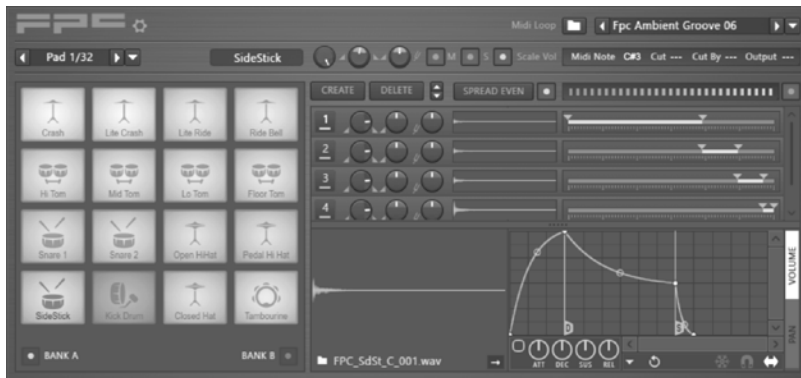 FPC
Midi Loop Fpc Ambient Groove 06
Pad 1/32 SideStick M S Scale Vol Midi Note C#3 Cut --- Cut By --- Output ---
CREATE DELETE SPREAD EVEN
1
2
3
4
Crash Lite Crash Lite Ride Ride Bell
Hi Tom Mid Tom Lo Tom Floor Tom
Snare 1 Snare 2 Open HiHat Pedal Hi Hat
SideStick Kick Drum Closed Hat Tambourine
BANK A BANK B
FPC_SdSt_C_001.wav
ATT DEC SUS REL
VOLUME
PAN